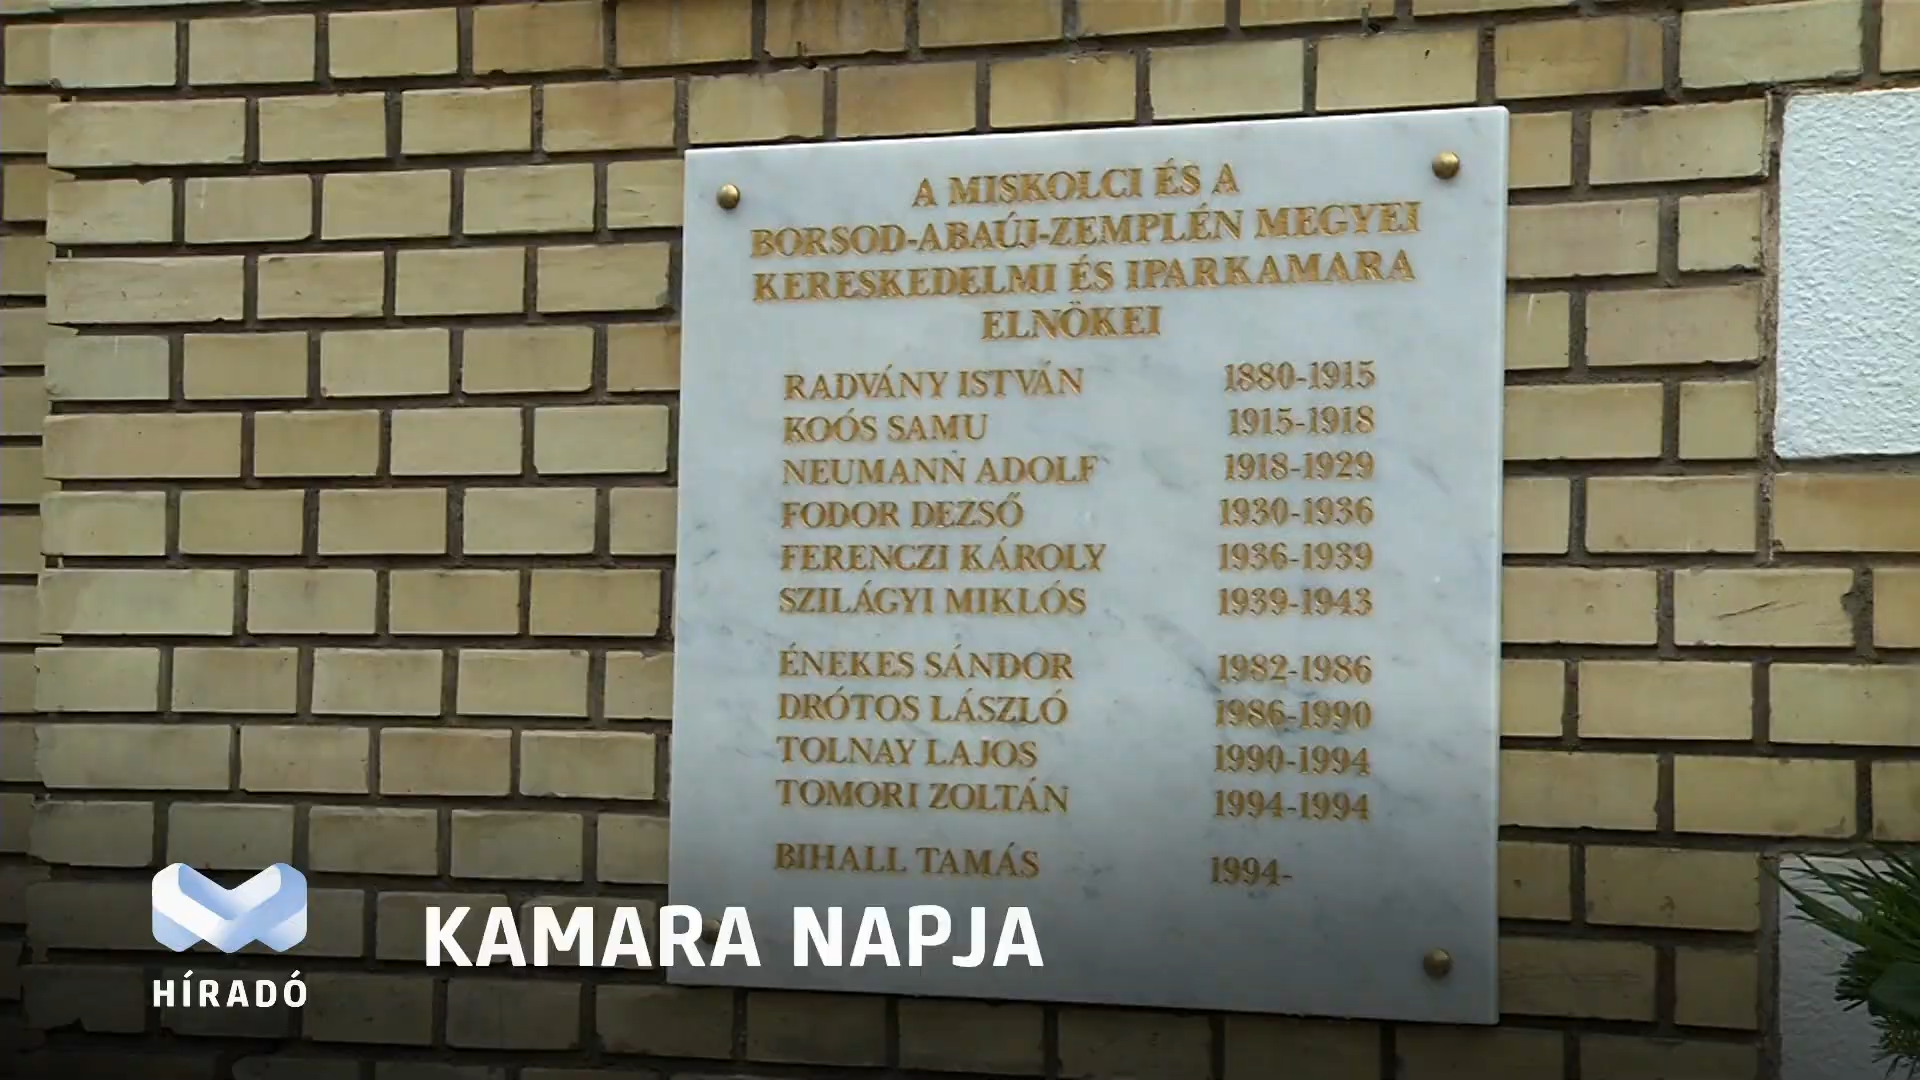 A MISKOLCI ÉS A
BORSOD-ABAÚJ-ZEMPLÉN MEGYEI
KERESKEDELMI ÉS IPARKAMARA
ELNÖKEI
RADVÁNY ISTVÁN 1880-1915
KOÓS SAMU 1915-1918
NEUMANN ADOLF 1918-1929
FODOR DEZSŐ 1930-1936
FERENCZI KÁROLY 1936-1939
SZILÁGYI MIKLÓS 1939-1943
ÉNEKES SÁNDOR 1982-1986
DRÓTOS LÁSZLÓ 1986-1990
TOLNAY LAJOS 1990-1994
TOMORI ZOLTÁN 1994-1994
BIHALL TAMÁS 1994-
KAMARA NAPJA
HÍRADÓ